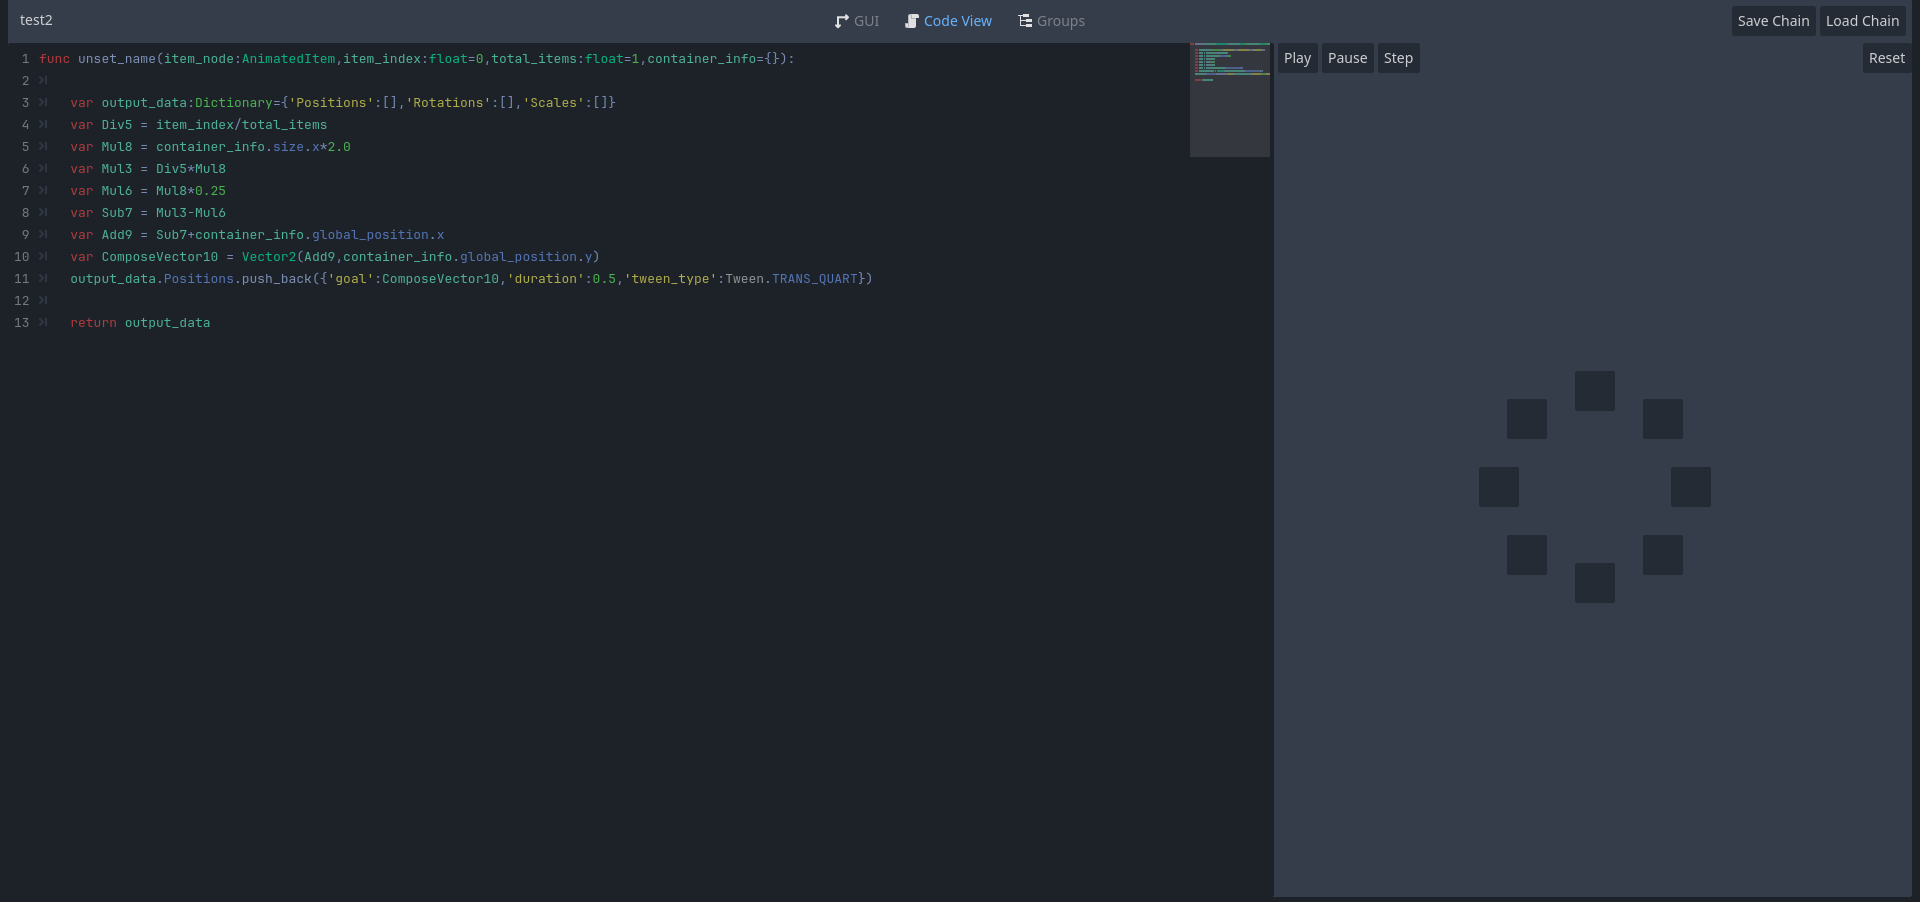 test2
GUI
Code View
Groups
Save Chain
Load Chain
1 func unset_name(item_node:AnimatedItem,item_index:float=0,total_items:float=1,container_info={}):
2
3 var output_data:Dictionary={'Positions':[],'Rotations':[],'Scales':[]}
4 var Div5 = item_index/total_items
5 var Mul8 = container_info.size.x*2.0
6 var Mul3 = Div5*Mul8
7 var Mul6 = Mul8*0.25
8 var Sub7 = Mul3-Mul6
9 var Add9 = Sub7+container_info.global_position.x
10 var ComposeVector10 = Vector2(Add9,container_info.global_position.y)
11 output_data.Positions.push_back({'goal':ComposeVector10,'duration':0.5,'tween_type':Tween.TRANS_QUART})
12
13 return output_data
Play
Pause
Step
Reset